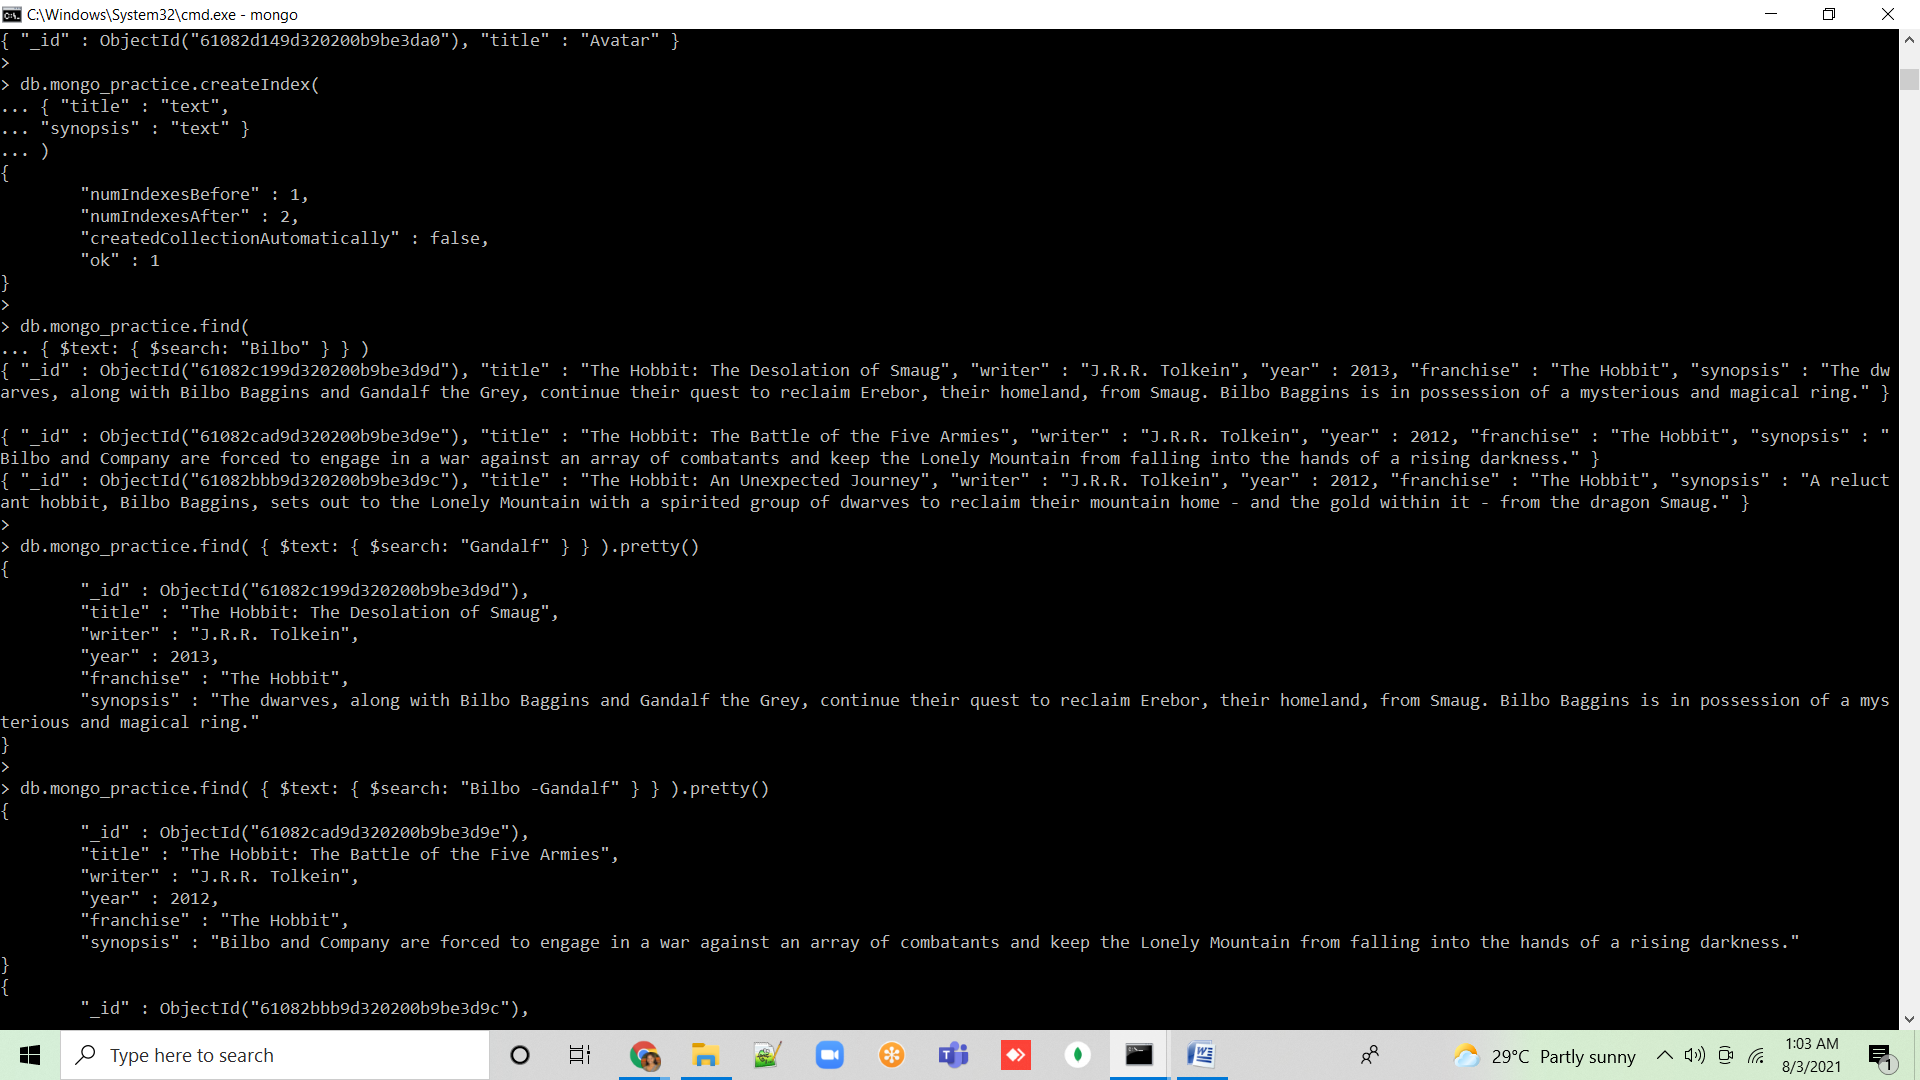 C:\Windows\System32\cmd.exe - mongo
{ "_id" : ObjectId("61082d149d320200b9be3da0"), "title" : "Avatar" }
>
> db.mongo_practice.createIndex(
... { "title" : "text",
... "synopsis" : "text" }
... )
{
        "numIndexesBefore" : 1,
        "numIndexesAfter" : 2,
        "createdCollectionAutomatically" : false,
        "ok" : 1
}
>
> db.mongo_practice.find(
... { $text: { $search: "Bilbo" } } )
{ "_id" : ObjectId("61082c199d320200b9be3d9d"), "title" : "The Hobbit: The Desolation of Smaug", "writer" : "J.R.R. Tolkein", "year" : 2013, "franchise" : "The Hobbit", "synopsis" : "The dw
arves, along with Bilbo Baggins and Gandalf the Grey, continue their quest to reclaim Erebor, their homeland, from Smaug. Bilbo Baggins is in possession of a mysterious and magical ring." }
{ "_id" : ObjectId("61082cad9d320200b9be3d9e"), "title" : "The Hobbit: The Battle of the Five Armies", "writer" : "J.R.R. Tolkein", "year" : 2012, "franchise" : "The Hobbit", "synopsis" : "
Bilbo and Company are forced to engage in a war against an array of combatants and keep the Lonely Mountain from falling into the hands of a rising darkness." }
{ "_id" : ObjectId("61082bbb9d320200b9be3d9c"), "title" : "The Hobbit: An Unexpected Journey", "writer" : "J.R.R. Tolkein", "year" : 2012, "franchise" : "The Hobbit", "synopsis" : "A reluct
ant hobbit, Bilbo Baggins, sets out to the Lonely Mountain with a spirited group of dwarves to reclaim their mountain home - and the gold within it - from the dragon Smaug." }
>
> db.mongo_practice.find( { $text: { $search: "Gandalf" } } ).pretty()
{
        "_id" : ObjectId("61082c199d320200b9be3d9d"),
        "title" : "The Hobbit: The Desolation of Smaug",
        "writer" : "J.R.R. Tolkein",
        "year" : 2013,
        "franchise" : "The Hobbit",
        "synopsis" : "The dwarves, along with Bilbo Baggins and Gandalf the Grey, continue their quest to reclaim Erebor, their homeland, from Smaug. Bilbo Baggins is in possession of a mys
terious and magical ring."
}
>
> db.mongo_practice.find( { $text: { $search: "Bilbo -Gandalf" } } ).pretty()
{
        "_id" : ObjectId("61082cad9d320200b9be3d9e"),
        "title" : "The Hobbit: The Battle of the Five Armies",
        "writer" : "J.R.R. Tolkein",
        "year" : 2012,
        "franchise" : "The Hobbit",
        "synopsis" : "Bilbo and Company are forced to engage in a war against an array of combatants and keep the Lonely Mountain from falling into the hands of a rising darkness."
}
{
        "_id" : ObjectId("61082bbb9d320200b9be3d9c"),
Type here to search
29°C Partly sunny
1:03 AM
8/3/2021
1